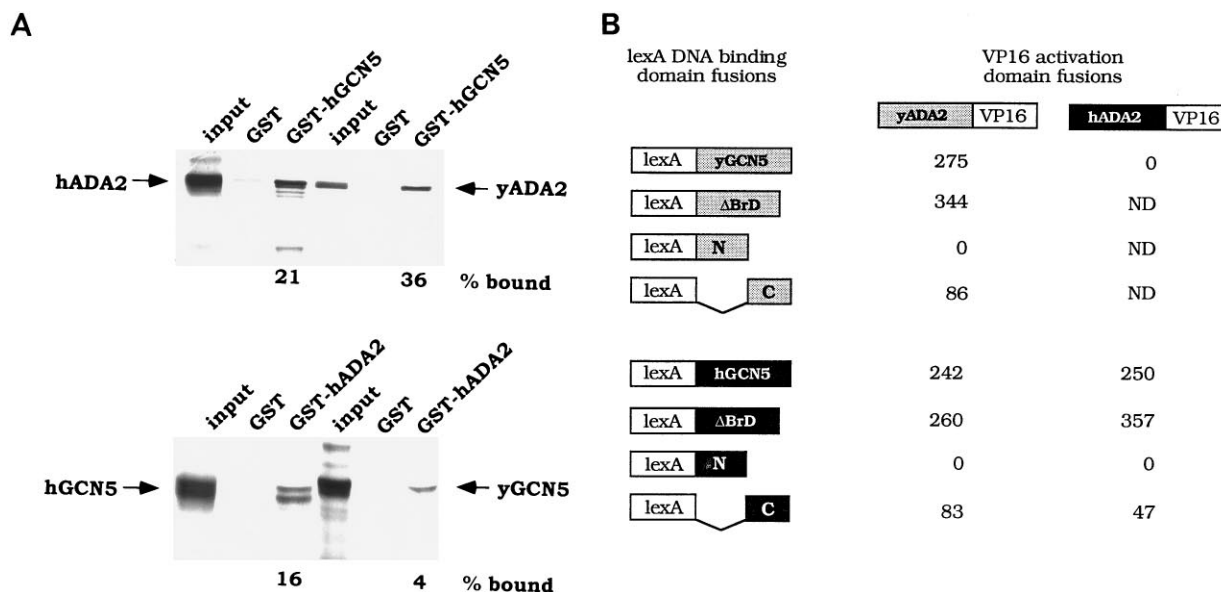 A
input
GST
GST-hGCN5
input
GST
GST-hGCN5
hADA2
yADA2
21
36
% bound
input
GST
GST-hADA2
input
GST
GST-hADA2
hGCN5
yGCN5
16
4
% bound
B
lexA DNA binding
domain fusions
VP16 activation
domain fusions
yADA2 VP16
hADA2 VP16
lexA yGCN5 275 0
lexA ΔBrD 344 ND
lexA N 0 ND
lexA C 86 ND
lexA hGCN5 242 250
lexA ΔBrD 260 357
lexA N 0 0
lexA C 83 47